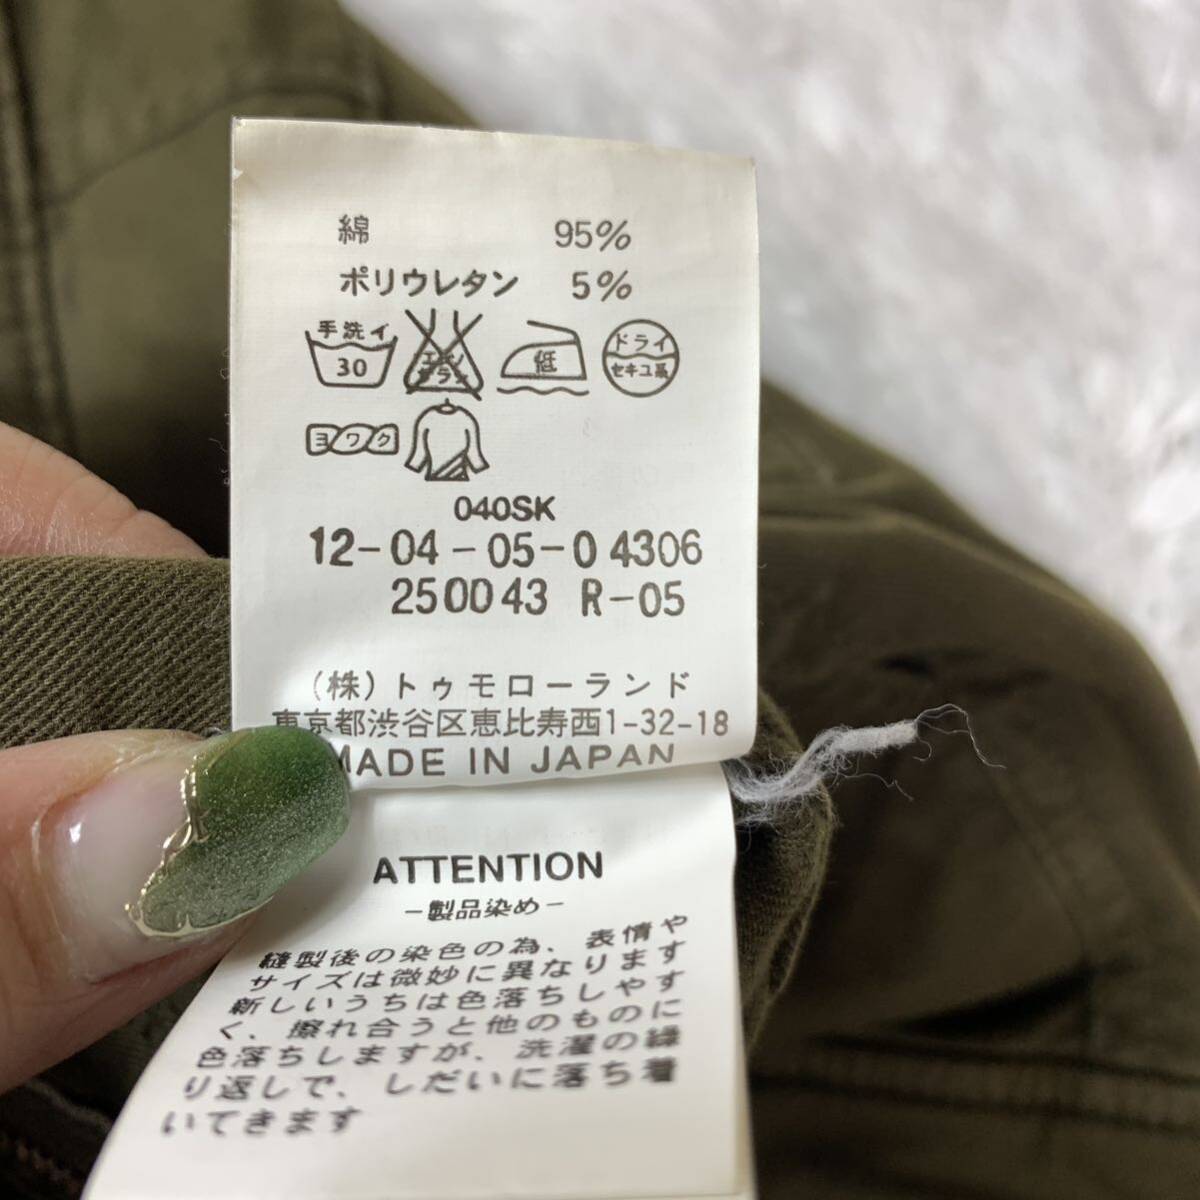 綿 95%
ポリウレタン 5%
手洗イ
30
エンソ
サラシ
低
ドライ
セキユ系
ヨワク
040SK
12-04-05-04306
250043 R-05
(株)トゥモローランド
東京都渋谷区恵比寿西1-32-18
MADE IN JAPAN
ATTENTION
-製品染め-
縫製後の染色の為、表情や
サイズは微妙に異なります
新しいうちは色落ちしやす
く、擦れ合うと他のものに
色落ちしますが、洗濯の繰
り返しで、しだいに落ち着
いてきます